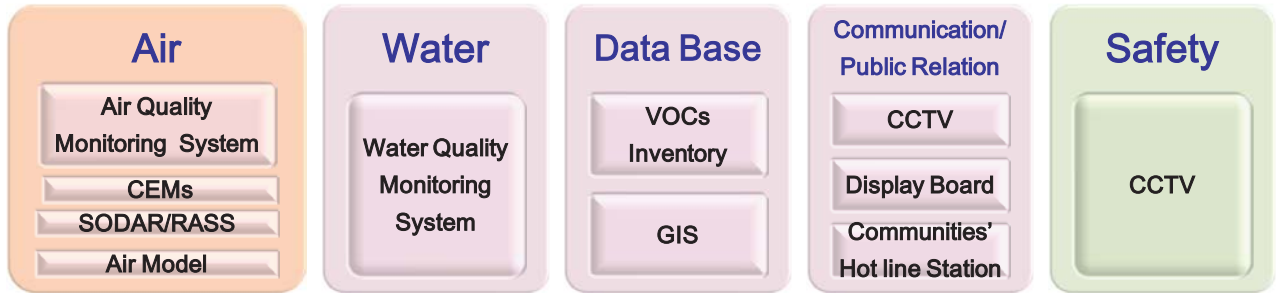 Air
Air Quality
Monitoring System
CEMs
SODAR/RASS
Air Model
Water
Water Quality
Monitoring
System
Data Base
VOCs
Inventory
GIS
Communication/
Public Relation
CCTV
Display Board
Communities’
Hot line Station
Safety
CCTV